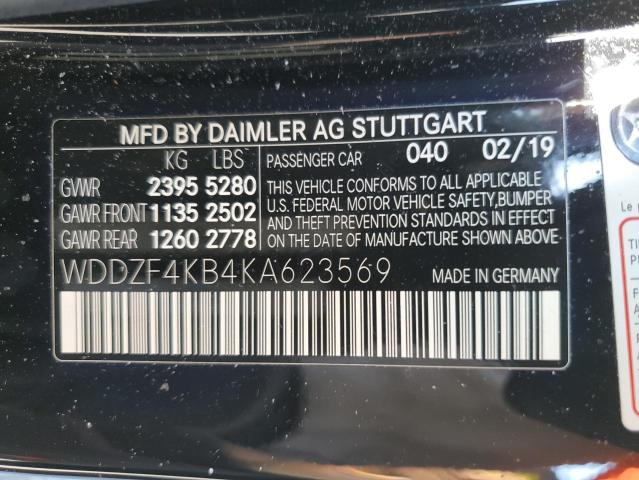 MFD BY DAIMLER AG STUTTGART
KG LBS
GVWR 2395 5280
GAWR FRONT 1135 2502
GAWR REAR 1260 2778
PASSENGER CAR 040 02/19
THIS VEHICLE CONFORMS TO ALL APPLICABLE
U.S. FEDERAL MOTOR VEHICLE SAFETY,BUMPER
AND THEFT PREVENTION STANDARDS IN EFFECT
ON THE DATE OF MANUFACTURE SHOWN ABOVE
WDDZF4KB4KA623569 MADE IN GERMANY
Le